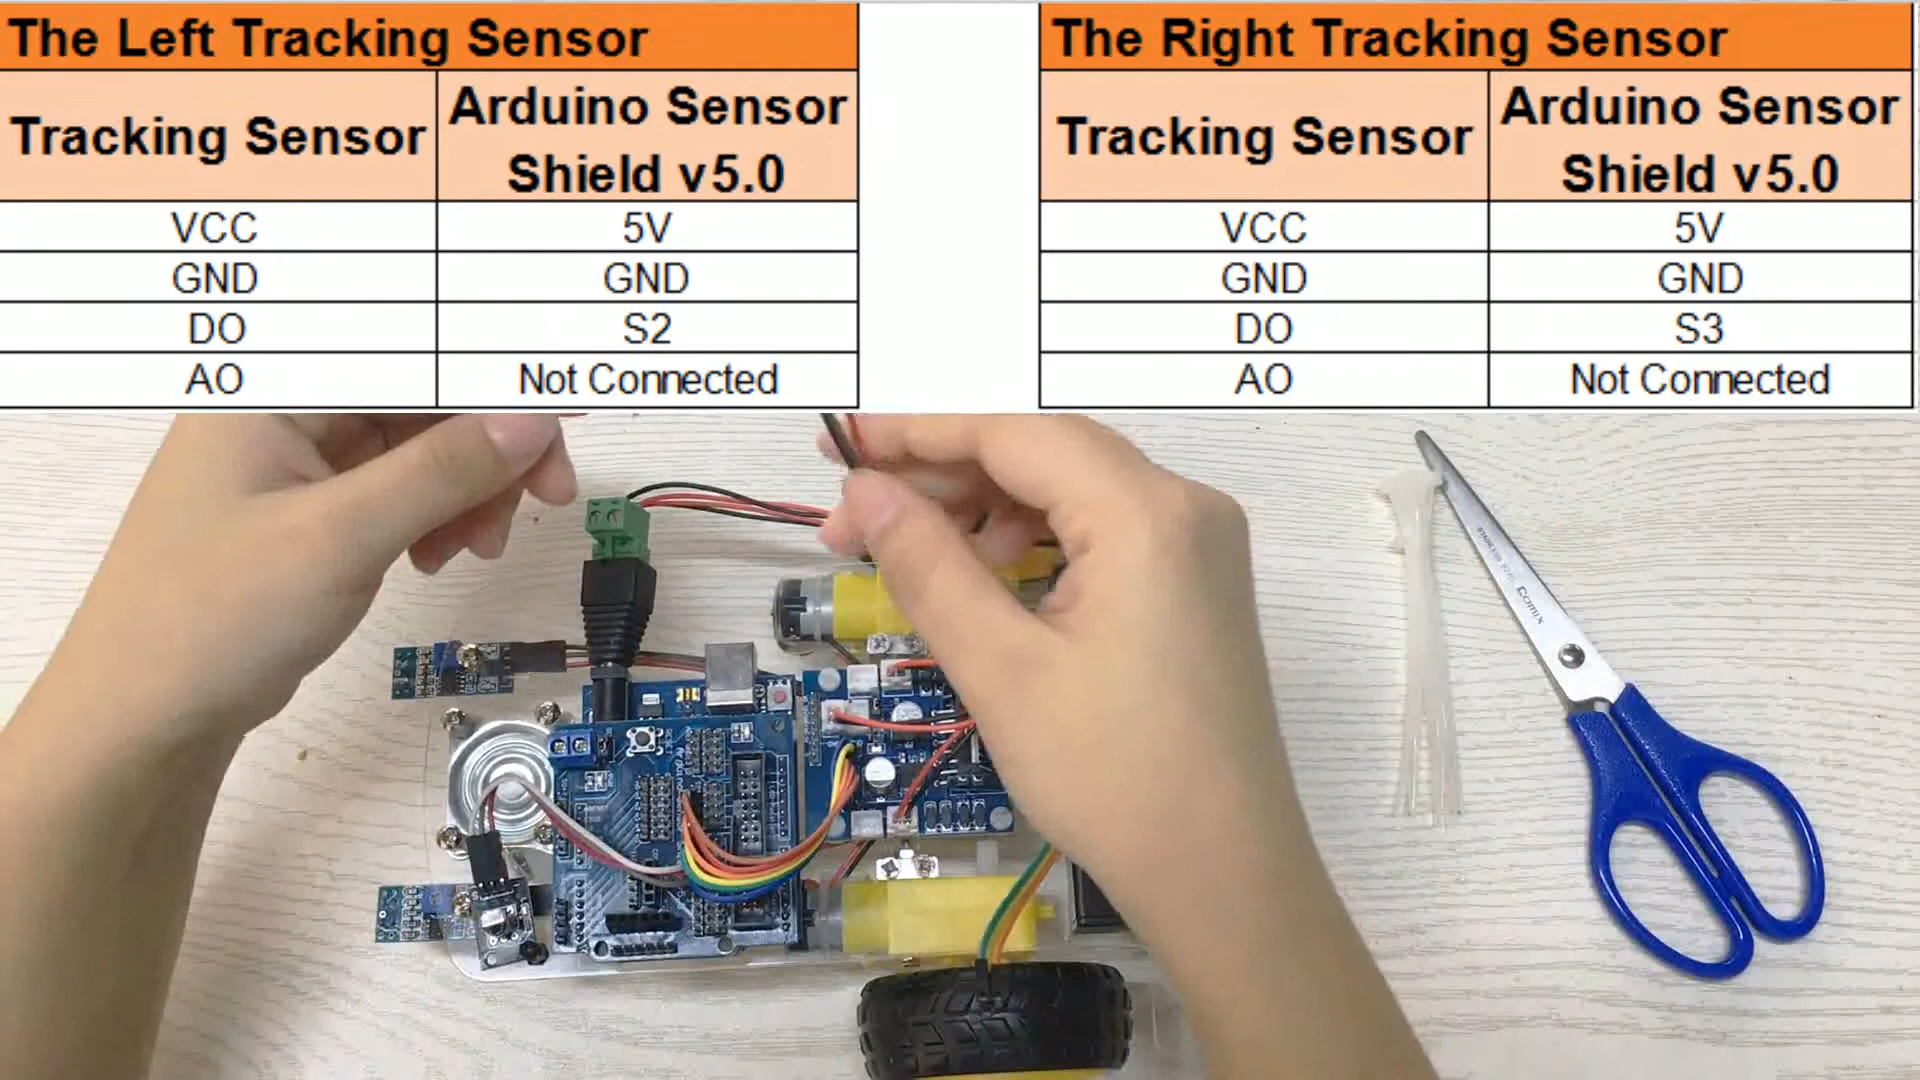 The Left Tracking Sensor
Tracking Sensor
Arduino Sensor
Shield v5.0
VCC
5V
GND
GND
DO
S2
AO
Not Connected
The Right Tracking Sensor
Tracking Sensor
Arduino Sensor
Shield v5.0
VCC
5V
GND
GND
DO
S3
AO
Not Connected